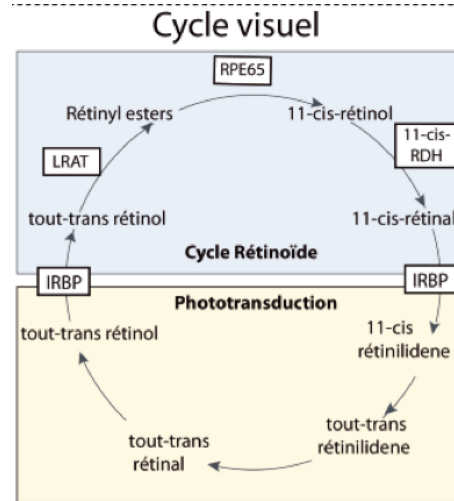 Cycle visuel
RPE65
Rétinyl esters
11-cis-rétinol
11-cis-
RDH
LRAT
tout-trans rétinol
11-cis-rétinal
Cycle Rétinoïde
IRBP
IRBP
Phototransduction
tout-trans rétinol
11-cis
rétinilidene
tout-trans
rétinilidene
tout-trans
rétinal